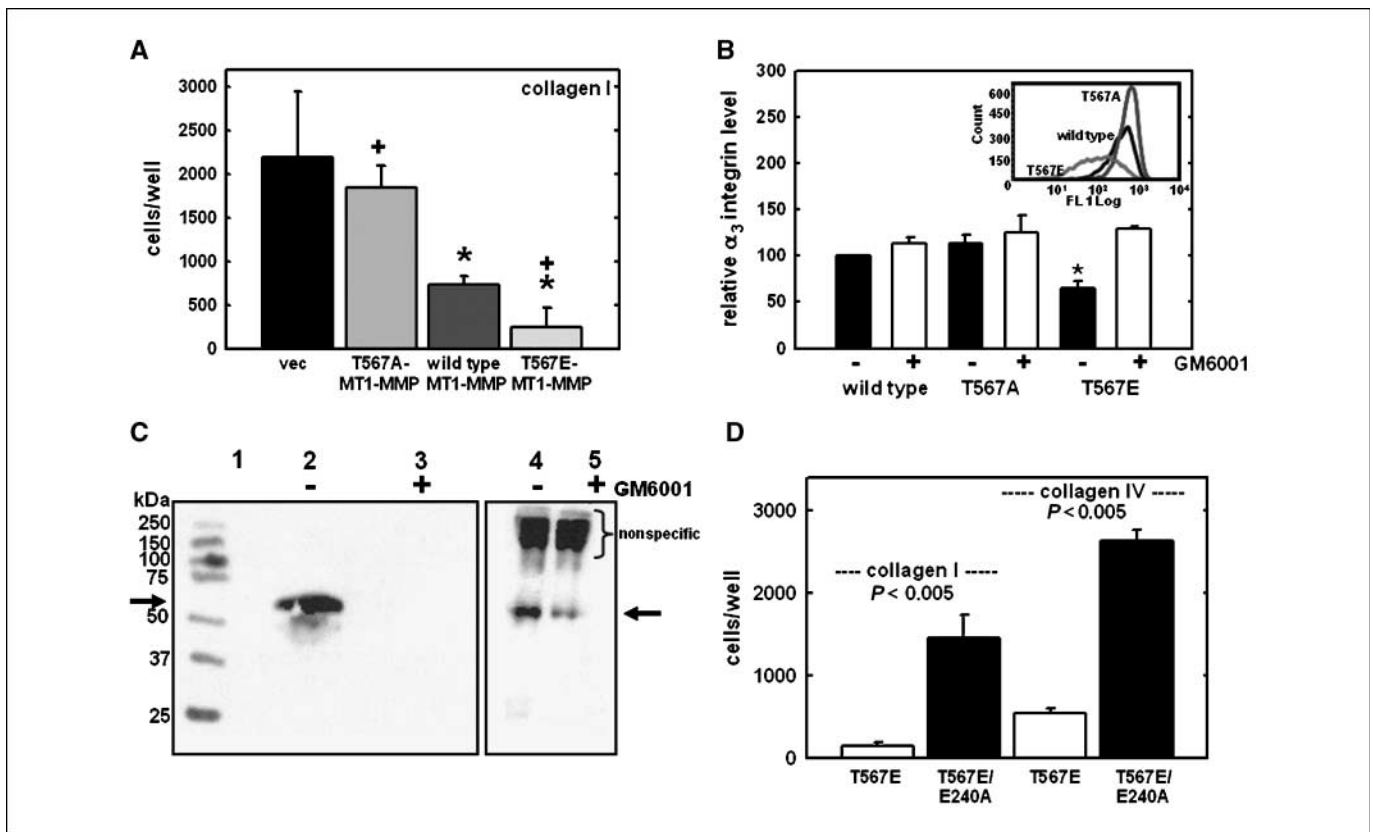 A
collagen I
3000
2500
2000
1500
1000
500
0
cells/well
+
*
+
*
vec
T567A-
MT1-MMP
wild type
MT1-MMP
T567E-
MT1-MMP
B
300
250
200
150
100
50
0
relative α3 integrin level
600
450
300
150
0
Count
T567A
wild type
T567E
10¹ 10² 10³ 10⁴
FL 1 Log
*
- + - + - + GM6001
wild type T567A T567E
C
1 2 3 4 5
- + - + GM6001
kDa
250
150
100
75
50
37
25
nonspecific
D
3000
2000
1000
0
cells/well
----- collagen IV -----
P < 0.005
---- collagen I -----
P < 0.005
T567E
T567E/
E240A
T567E
T567E/
E240A